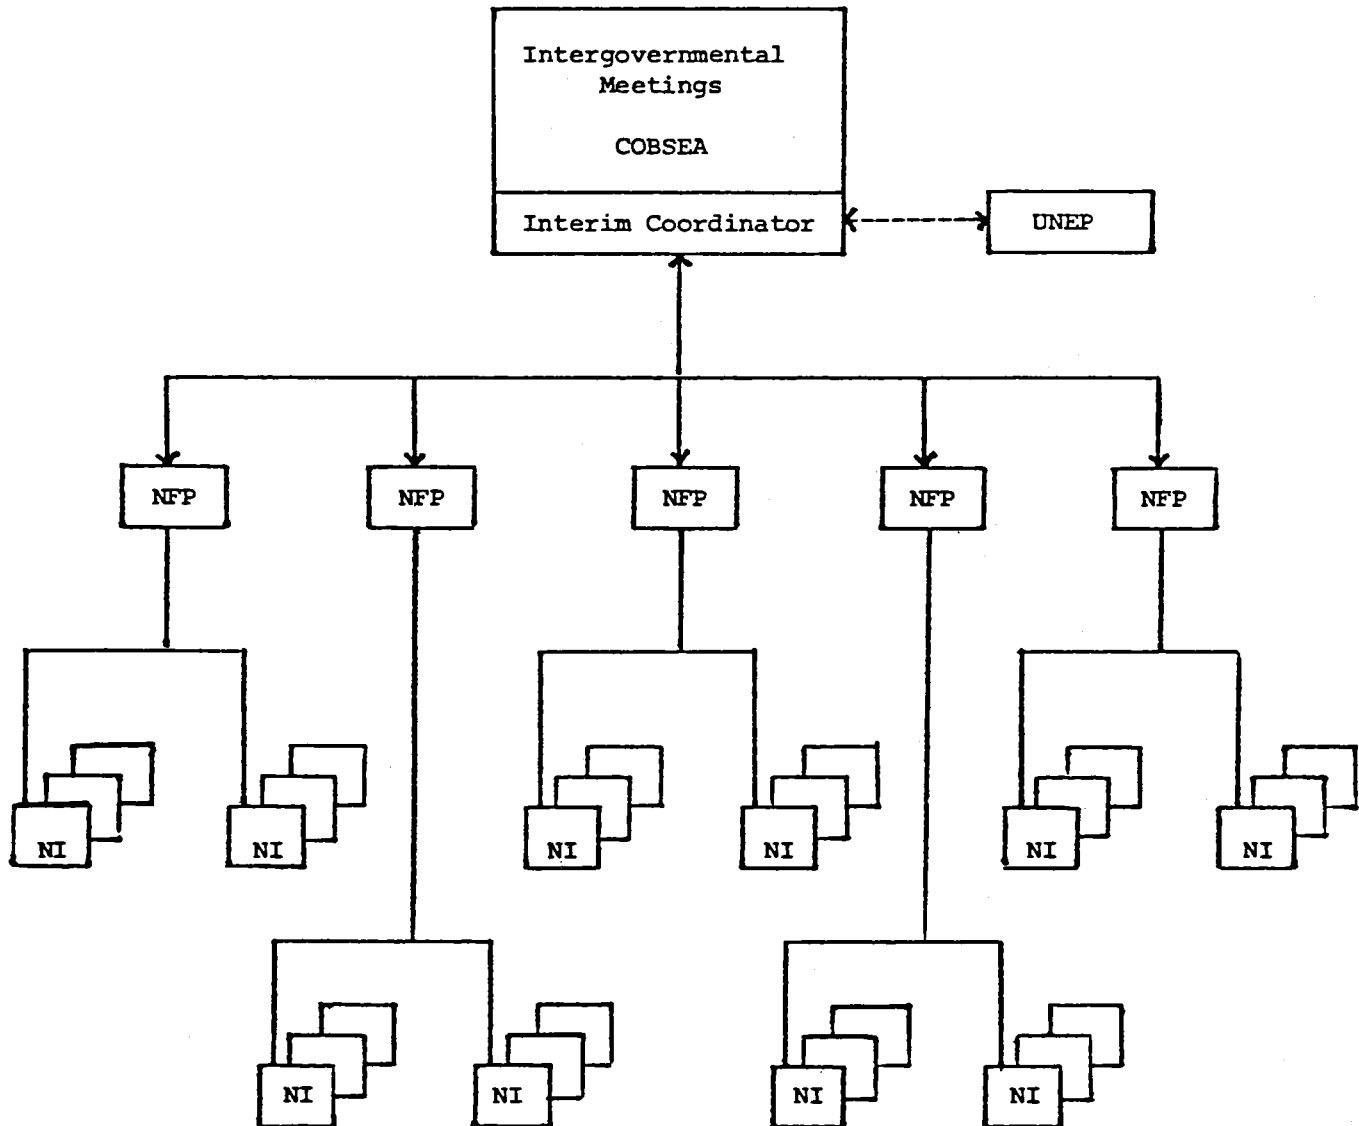 Intergovernmental
Meetings
COBSEA
Interim Coordinator
UNEP
NFP
NFP
NFP
NFP
NFP
NI
NI
NI
NI
NI
NI
NI
NI
NI
NI